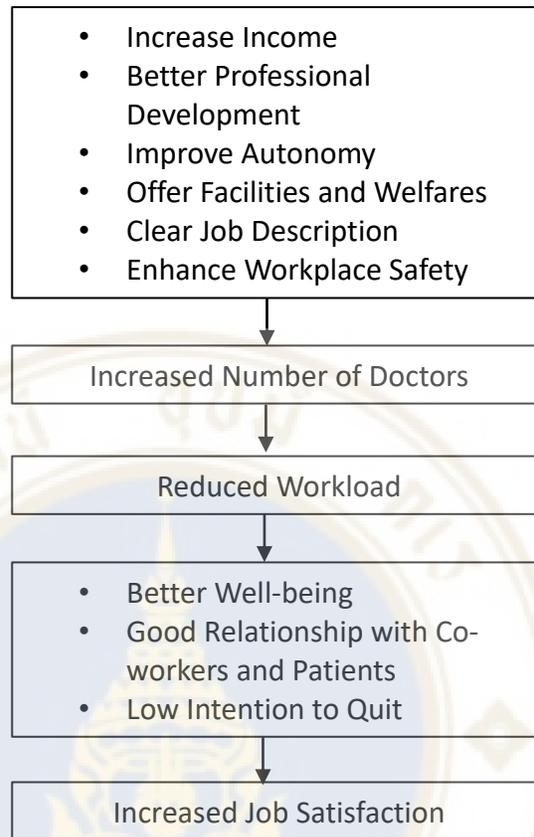 • Increase Income
• Better Professional
Development
• Improve Autonomy
• Offer Facilities and Welfares
• Clear Job Description
• Enhance Workplace Safety
Increased Number of Doctors
Reduced Workload
• Better Well-being
• Good Relationship with Co-
workers and Patients
• Low Intention to Quit
Increased Job Satisfaction